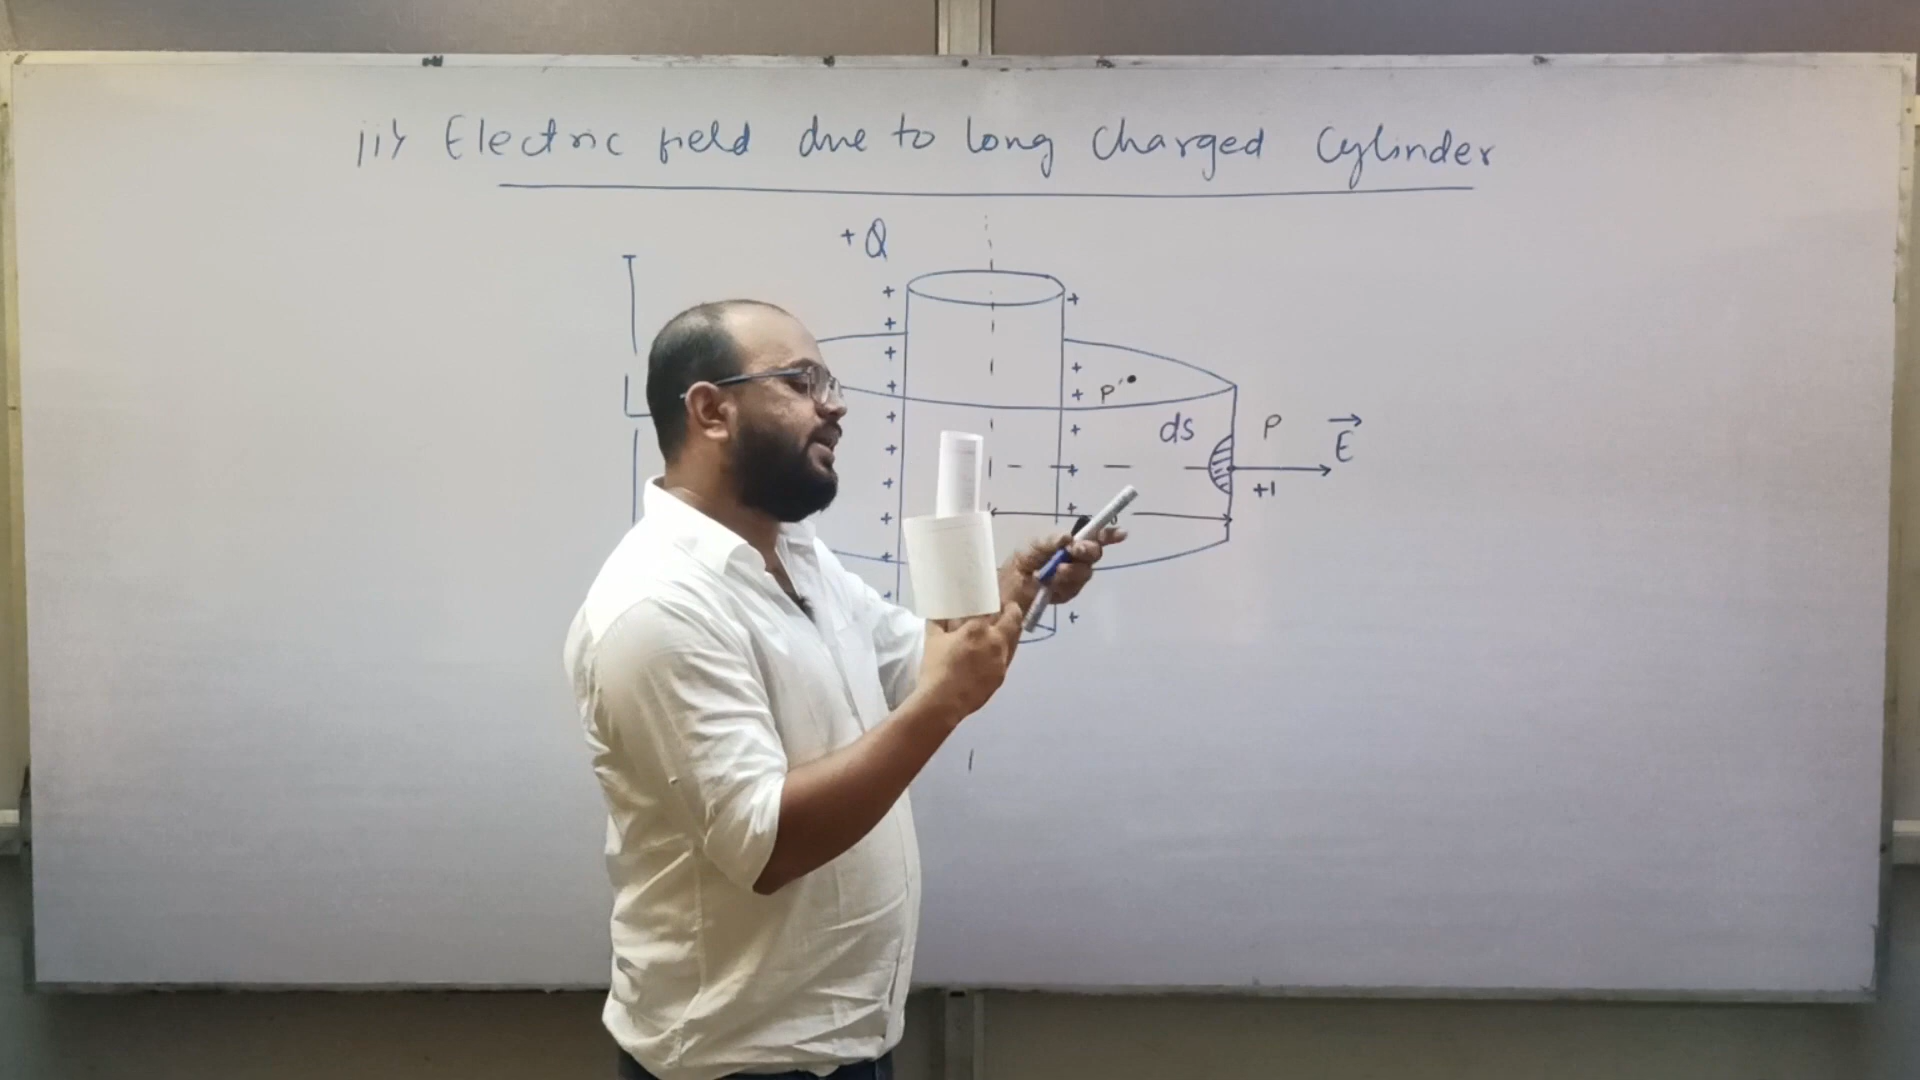 ii) Electric field due to long charged Cylinder
+Q
L
P'
ds
P
E
+1